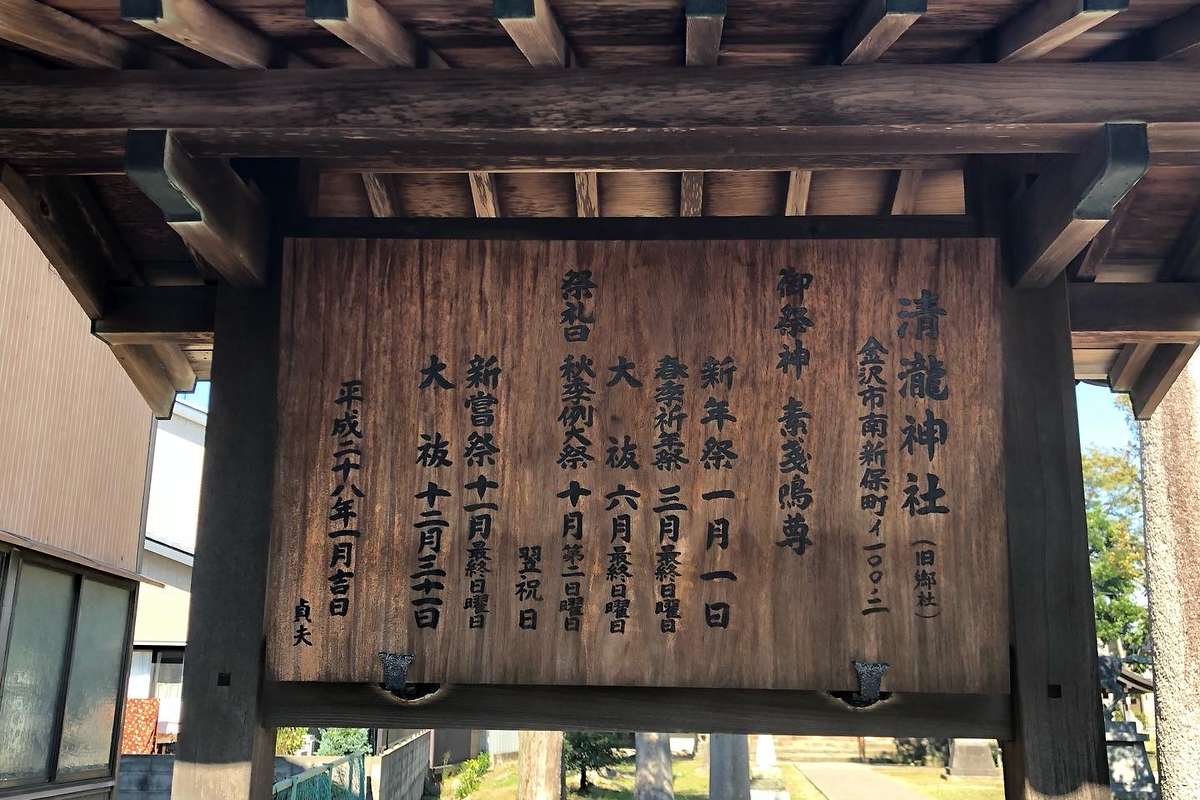 清瀧神社（旧郷社）
金沢市南新保町イ一〇〇-二
御祭神 素戔嗚尊
新年祭 一月一日
春季祈年祭 三月最終日曜日
大祓 六月最終日曜日
祭礼日 秋季例大祭 十月第二日曜日
翌祝日
新嘗祭 十一月最終日曜日
大祓 十二月三十一日
平成二十八年一月吉日
貞夫